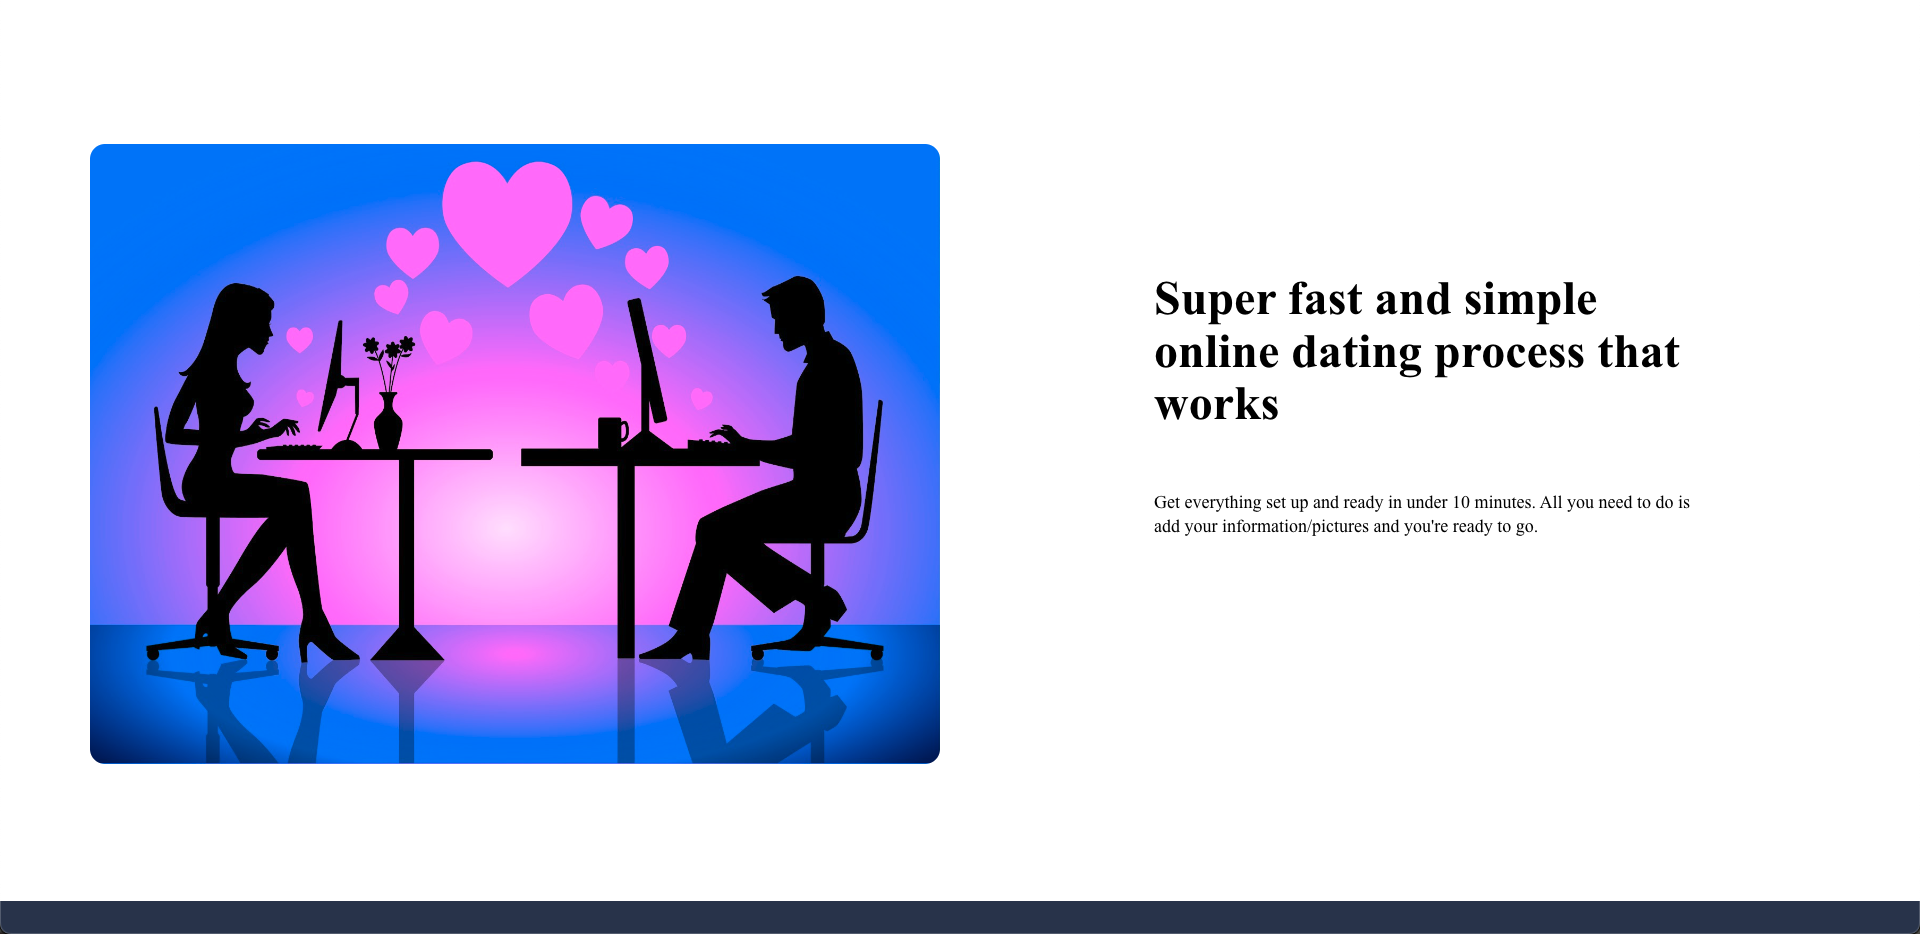 Super fast and simple
online dating process that
works
Get everything set up and ready in under 10 minutes. All you need to do is
add your information/pictures and you're ready to go.